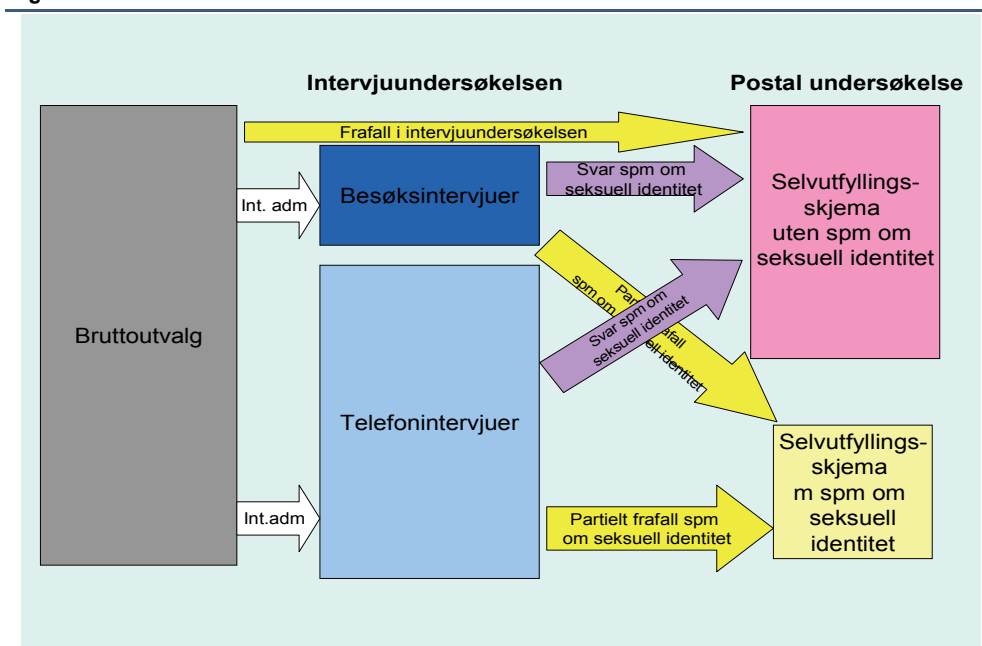 Intervjuundersøkelsen
Postal undersøkelse
Frafall i intervjuundersøkelsen
Besøksintervjuer
Int. adm
Svar spm om
seksuell identitet
Selvutfyllings-
skjema
uten spm om
seksuell identitet
Bruttoutvalg
spm om
Svar spm om
seksuell identitet
Telefonintervjuer
Int.adm
Partielt frafall spm
om seksuell identitet
Selvutfyllings-
skjema
m spm om
seksuell
identitet